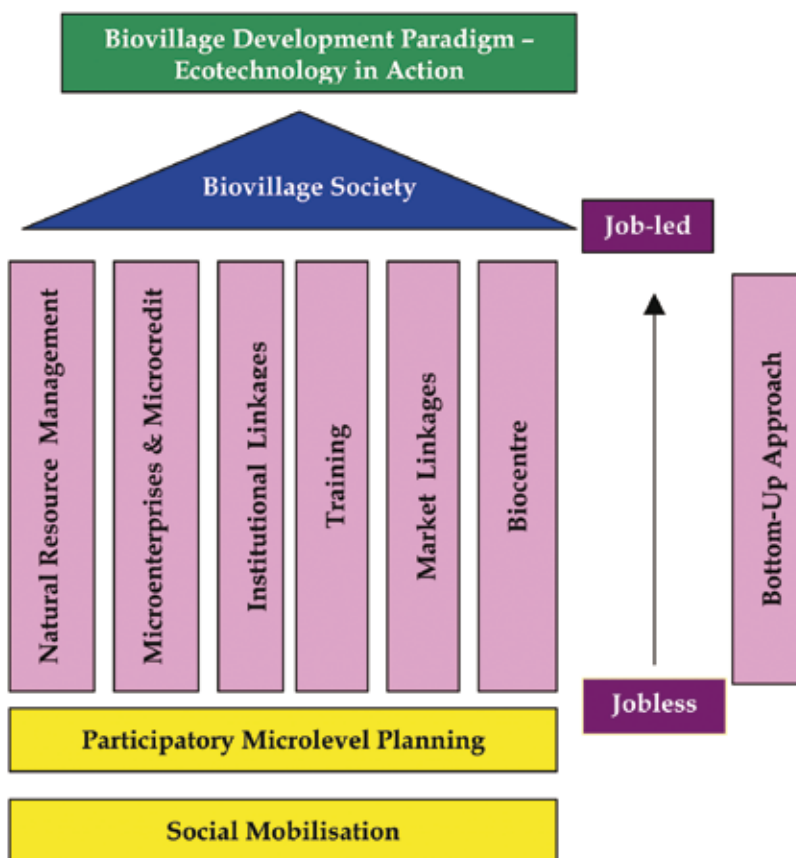 Biovillage Development Paradigm –
Ecotechnology in Action
Biovillage Society
Job-led
Natural Resource Management
Microenterprises & Microcredit
Institutional Linkages
Training
Market Linkages
Biocentre
Bottom-Up Approach
Jobless
Participatory Microlevel Planning
Social Mobilisation